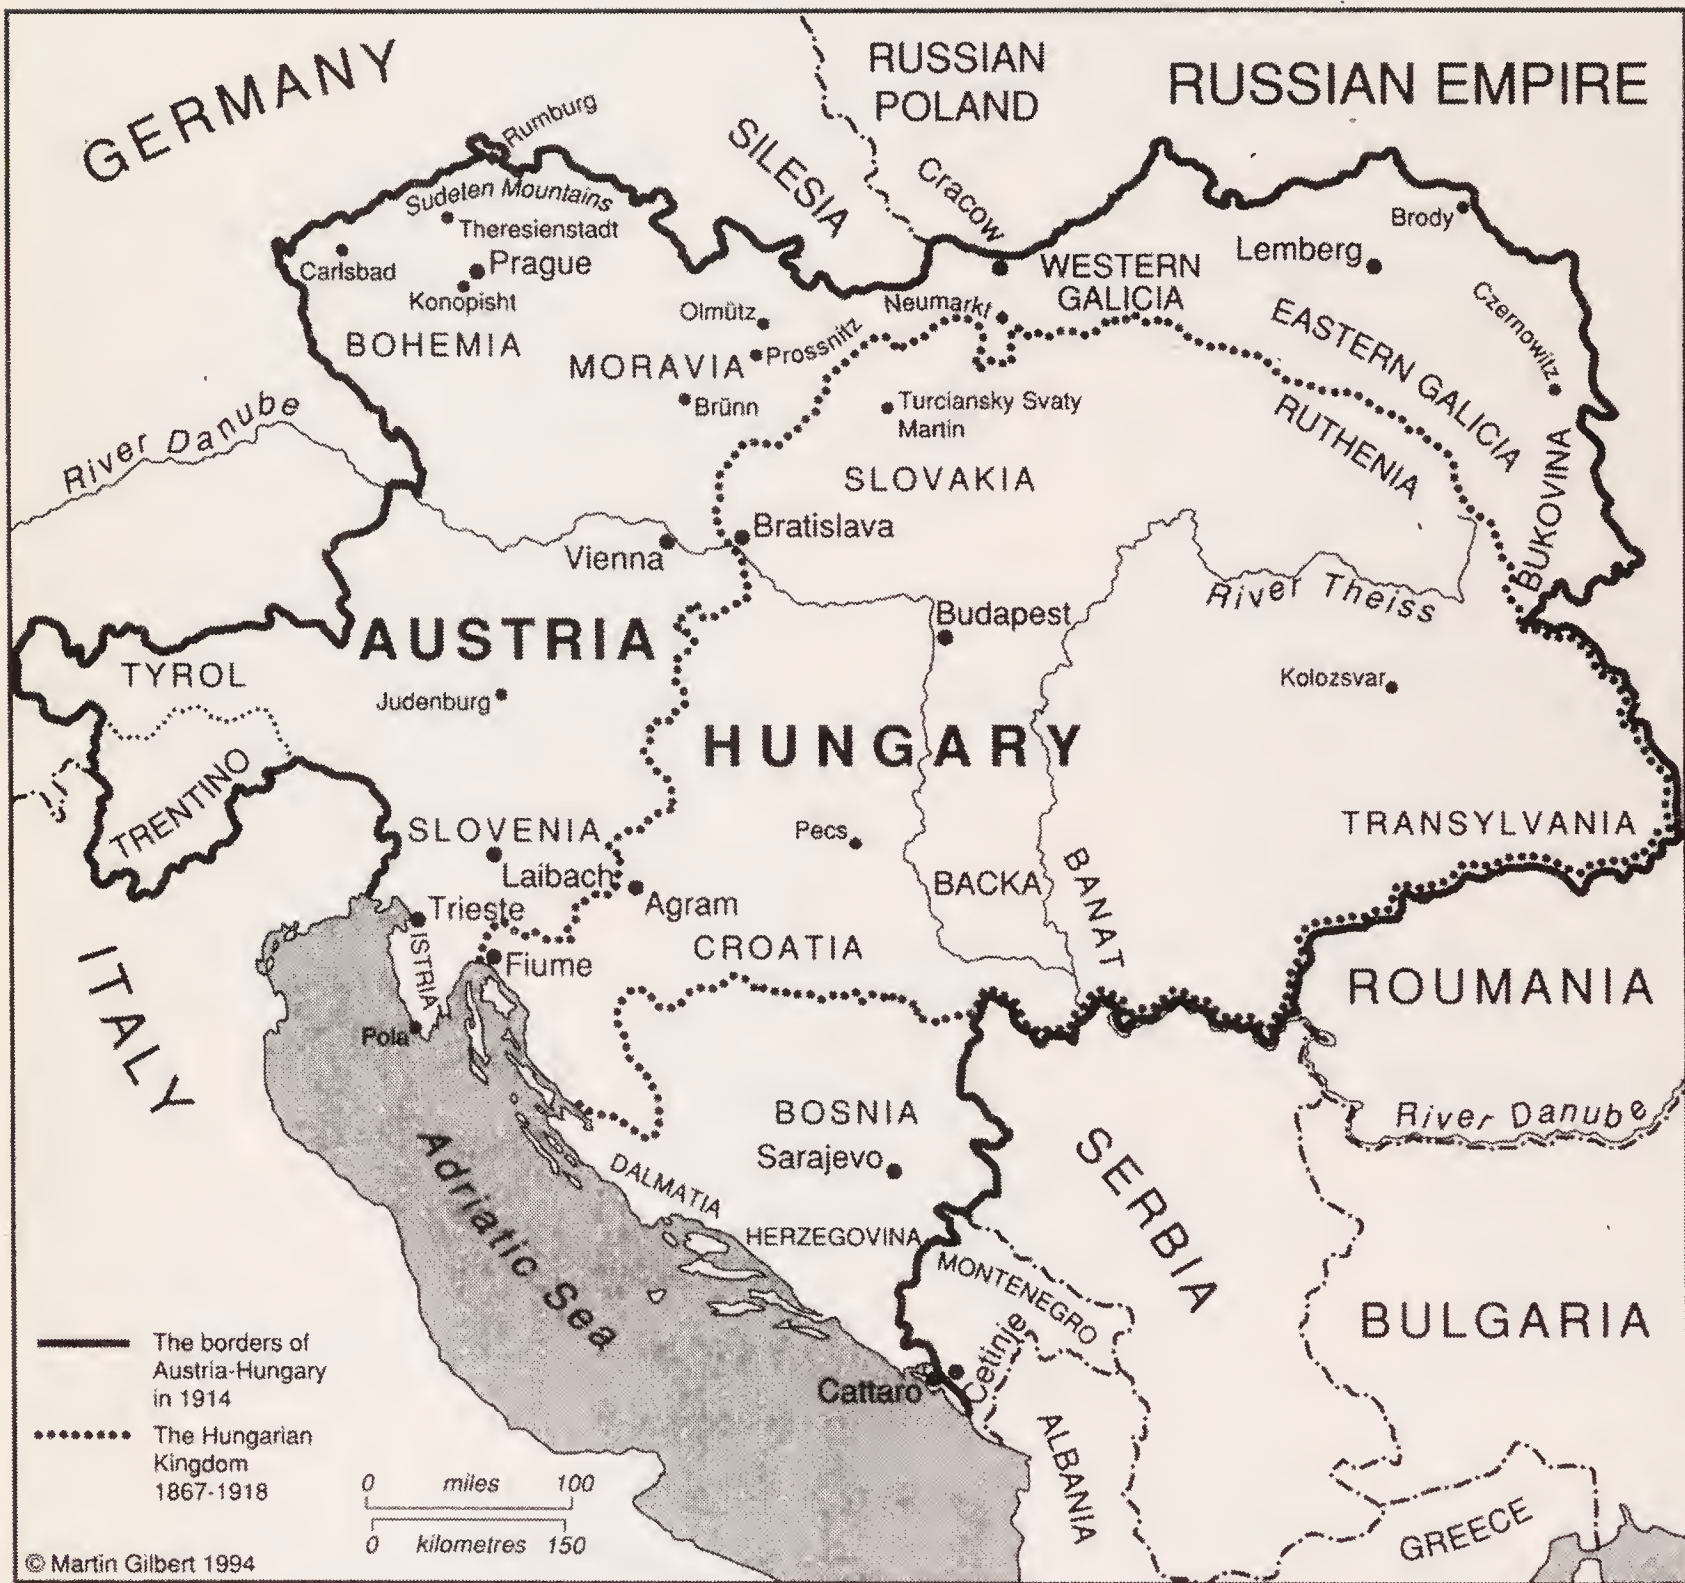 GERMANY
RUSSIAN
POLAND
RUSSIAN EMPIRE
Rumburg
SILESIA
Cracow
Sudeten Mountains
Theresienstadt
Carlsbad
Prague
Konopisht
BOHEMIA
Olmütz
Prossnitz
MORAVIA
Brünn
Neumarkt
WESTERN
GALICIA
Lemberg
Brody
Czernowitz
EASTERN GALICIA
RUTHENIA
BUKOVINA
Turciansky Svaty
Martin
SLOVAKIA
River Danube
Vienna
Bratislava
Budapest
River Theiss
AUSTRIA
TYROL
Judenburg
Kolozsvar
HUNGARY
TRENTINO
SLOVENIA
Laibach
Pecs
TRANSYLVANIA
BACKA
BANAT
Trieste
Agram
ISTRIA
Fiume
CROATIA
ITALY
ROUMANIA
Pola
River Danube
BOSNIA
Sarajevo
SERBIA
Adriatic Sea
DALMATIA
HERZEGOVINA
MONTENEGRO
BULGARIA
Cetinje
Cattaro
ALBANIA
GREECE
The borders of
Austria-Hungary
in 1914
The Hungarian
Kingdom
1867-1918
0 miles 100
0 kilometres 150
© Martin Gilbert 1994